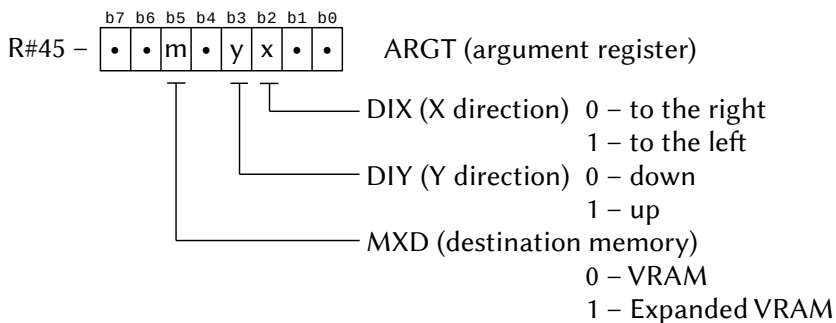 b7 b6 b5 b4 b3 b2 b1 b0
R#45 – • • m • y x • • ARGT (argument register)
DIX (X direction) 0 – to the right
1 – to the left
DIY (Y direction) 0 – down
1 – up
MXD (destination memory)
0 – VRAM
1 – Expanded VRAM